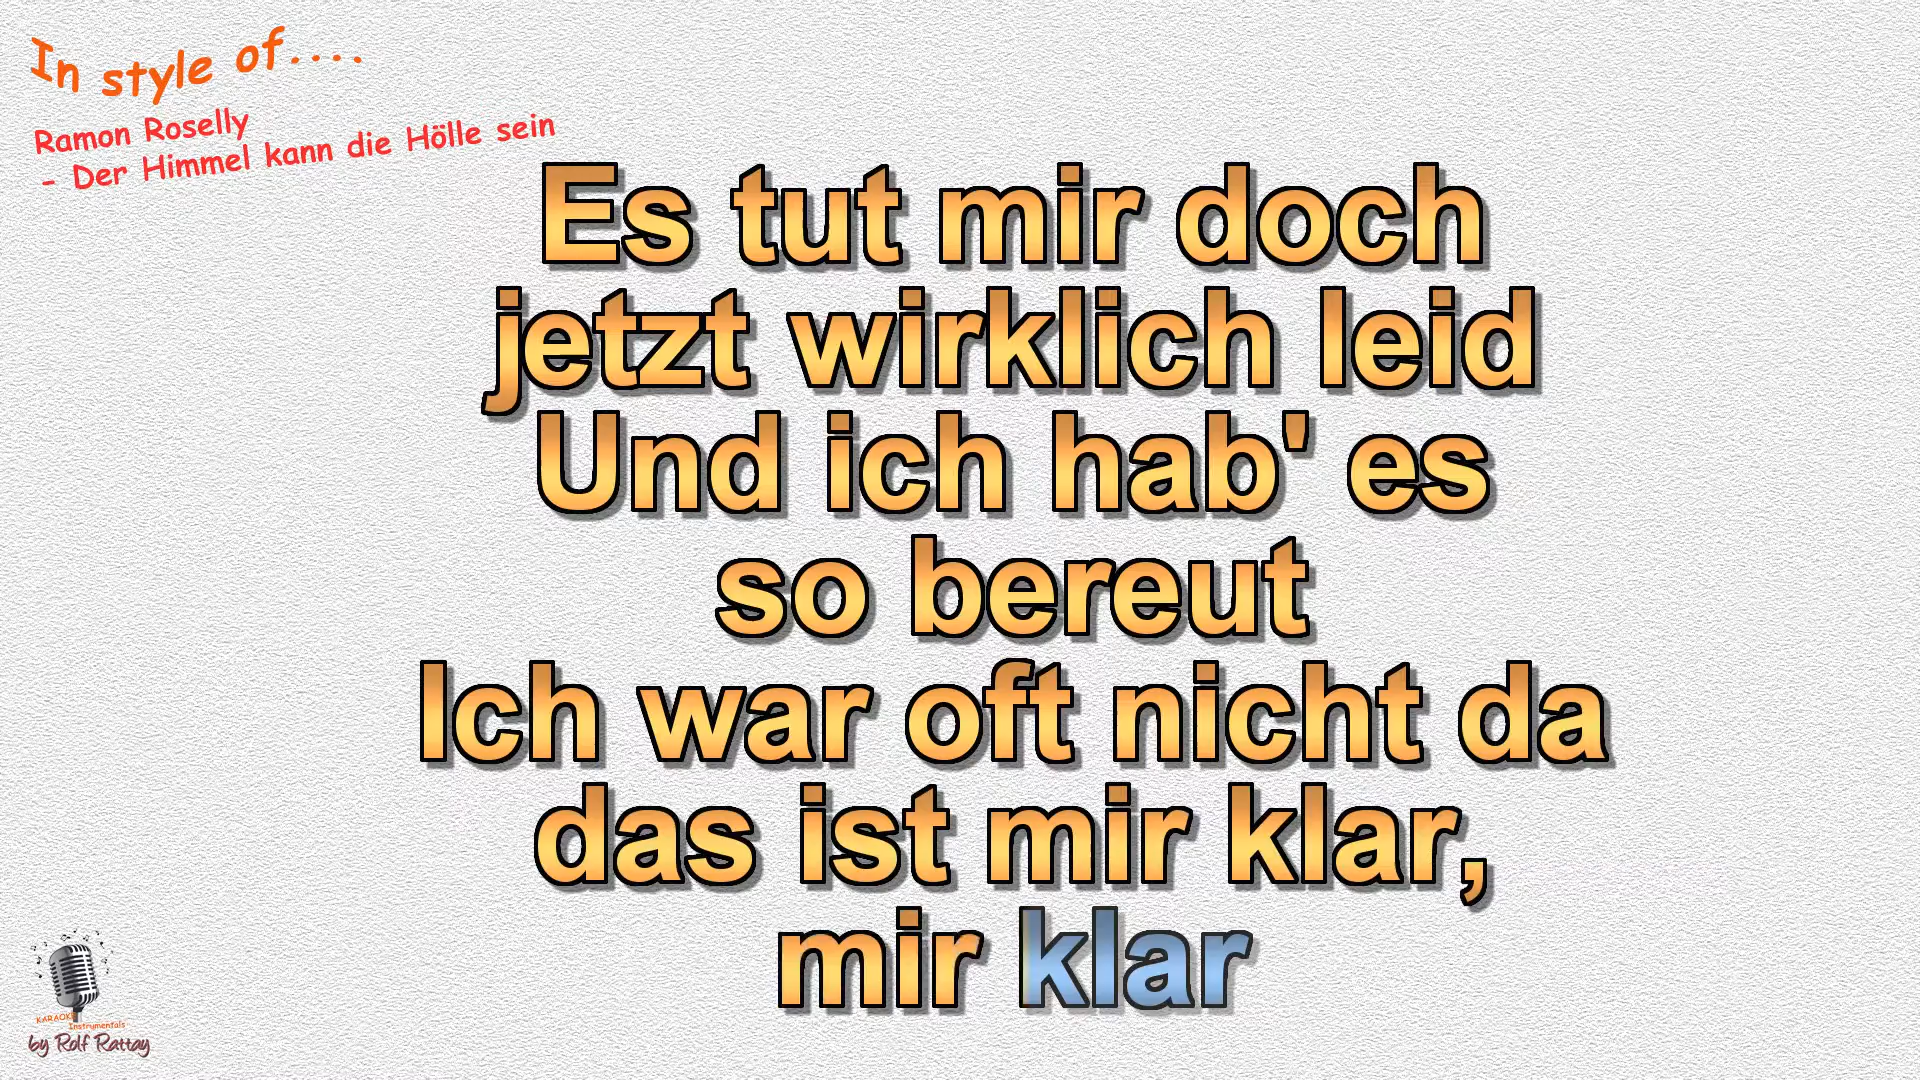 In style of....
Ramon Roselly
- Der Himmel kann die Hölle sein
Es tut mir doch
jetzt wirklich leid
Und ich hab' es
so bereut
Ich war oft nicht da
das ist mir klar,
mir klar
KARAOKE
Instrumentals
by Rolf Rattay